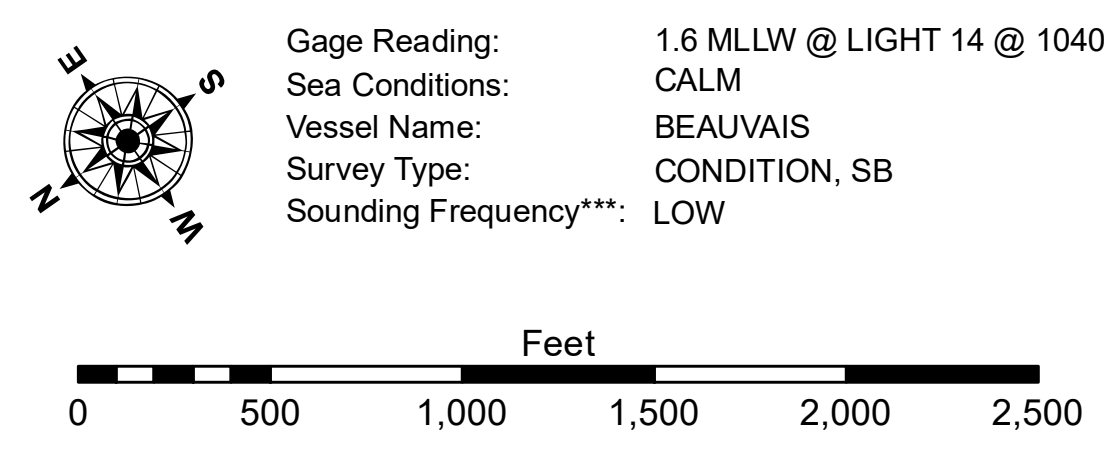 E
S
N
W
Gage Reading: 1.6 MLLW @ LIGHT 14 @ 1040
Sea Conditions: CALM
Vessel Name: BEAUVAIS
Survey Type: CONDITION, SB
Sounding Frequency***: LOW
Feet
0 500 1,000 1,500 2,000 2,500